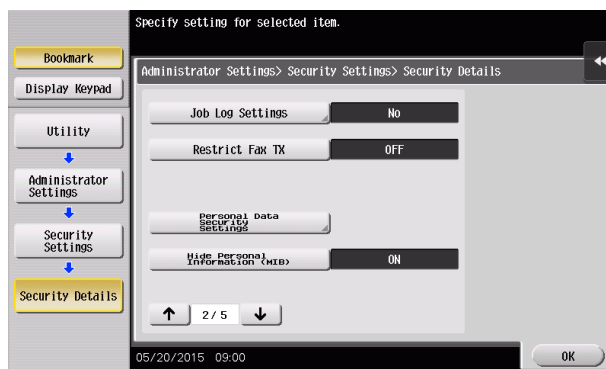 Specify setting for selected item.
Bookmark
Display Keypad
Utility
Administrator
Settings
Security
Settings
Security Details
Administrator Settings> Security Settings> Security Details
Job Log Settings No
Restrict Fax TX OFF
Personal Data
Security
Settings
Hide Personal
Information (MIB) ON
2/ 5
05/20/2015 09:00
OK